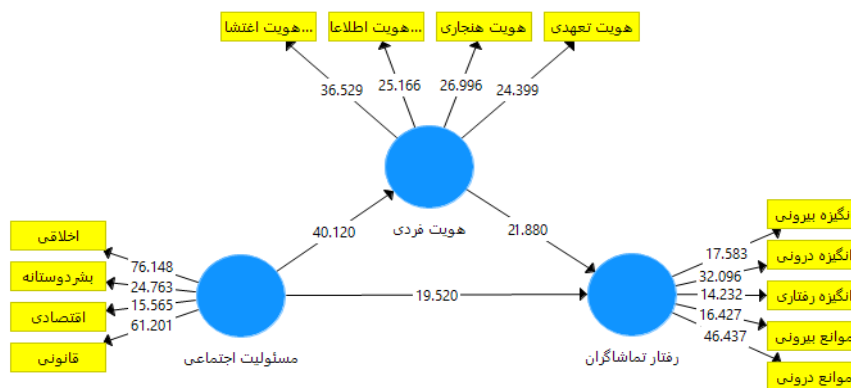 هویت اغتشا...
هویت اطلاعا...
هویت هنجاری
هویت تعهدی
36.529
25.166
26.996
24.399
هویت فردی
40.120
21.880
19.520
اخلاقی
بشردوستانه
اقتصادی
قانونی
76.148
24.763
15.565
61.201
مسئولیت اجتماعی
رفتار تماشاگران
17.583
32.096
14.232
16.427
46.437
نگیزه بیرونی
انگیزه درونی
انگیزه رفتاری
موانع بیرونی
موانع درونی